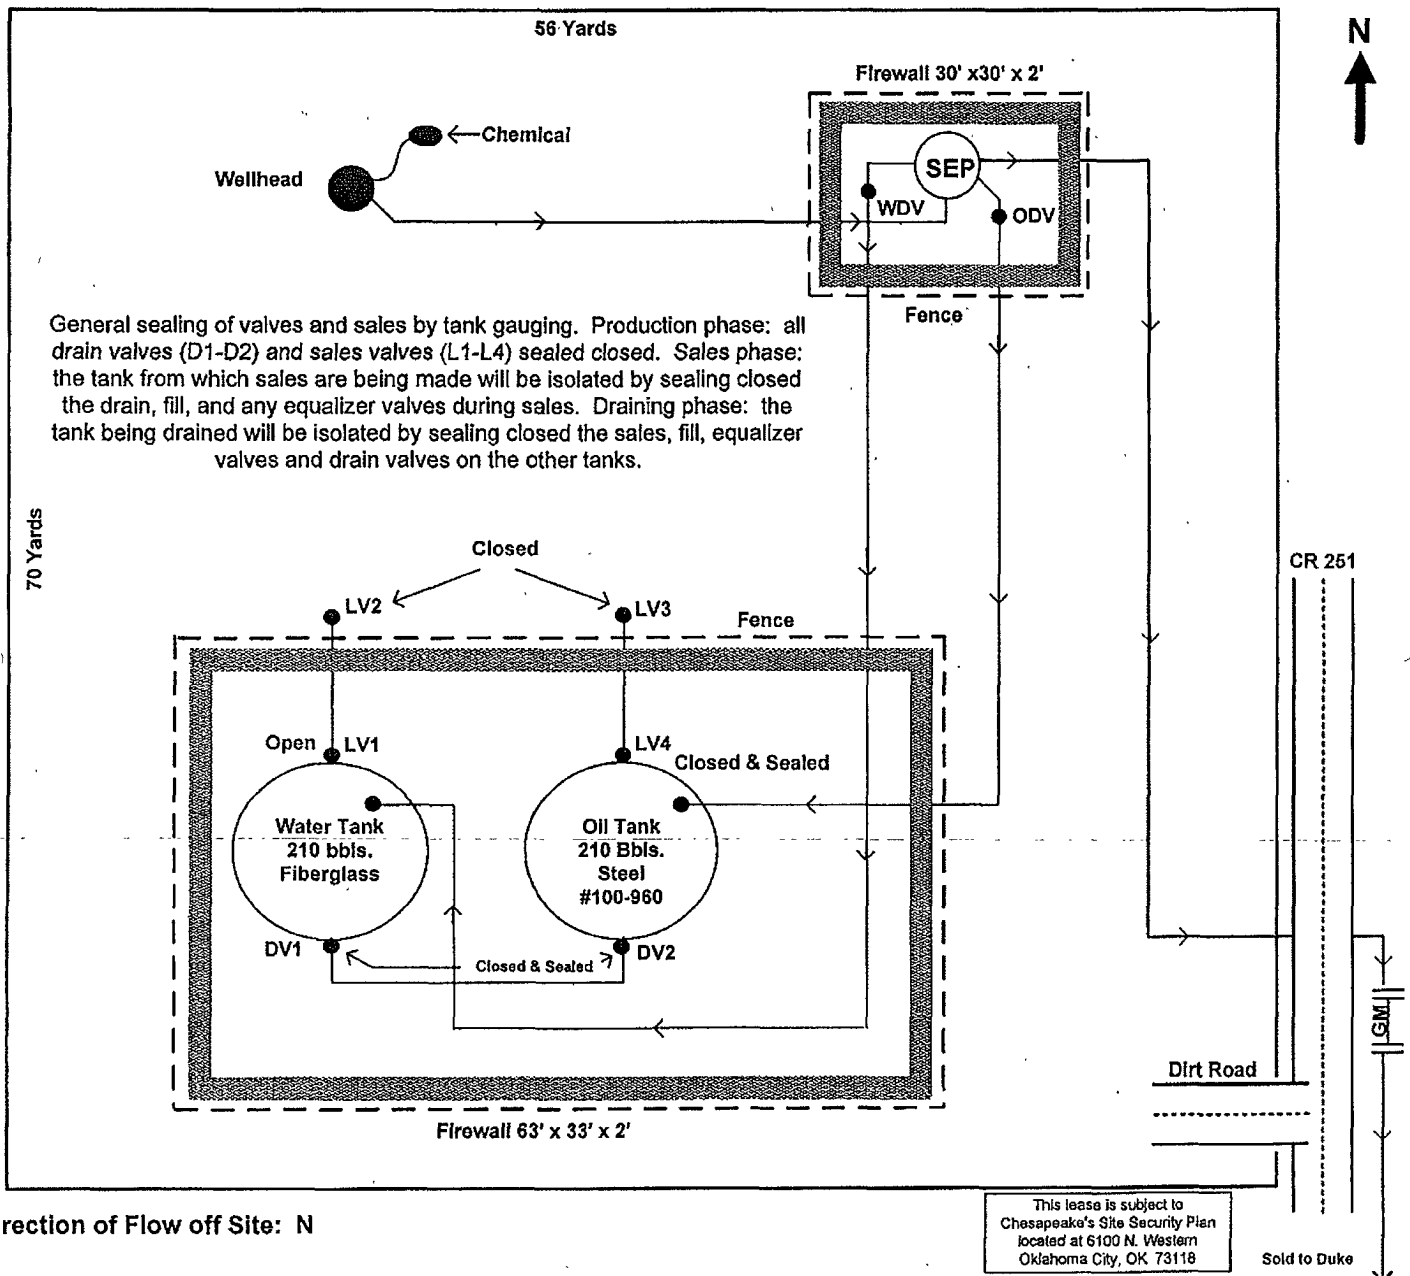 56 Yards
N
Firewall 30' x30' x 2'
Chemical
Wellhead
SEP
WDV
ODV
Fence
General sealing of valves and sales by tank gauging. Production phase: all
drain valves (D1-D2) and sales valves (L1-L4) sealed closed. Sales phase:
the tank from which sales are being made will be isolated by sealing closed
the drain, fill, and any equalizer valves during sales. Draining phase: the
tank being drained will be isolated by sealing closed the sales, fill, equalizer
valves and drain valves on the other tanks.
70 Yards
Closed
CR 251
LV2
LV3
Fence
Open
LV1
LV4
Closed & Sealed
Water Tank
210 bbls.
Fiberglass
Oil Tank
210 Bbls.
Steel
#100-960
DV1
Closed & Sealed
DV2
GM
Dirt Road
Firewall 63' x 33' x 2'
rection of Flow off Site: N
This lease is subject to
Chesapeake's Site Security Plan
located at 6100 N. Western
Oklahoma City, OK 73118
Sold to Duke